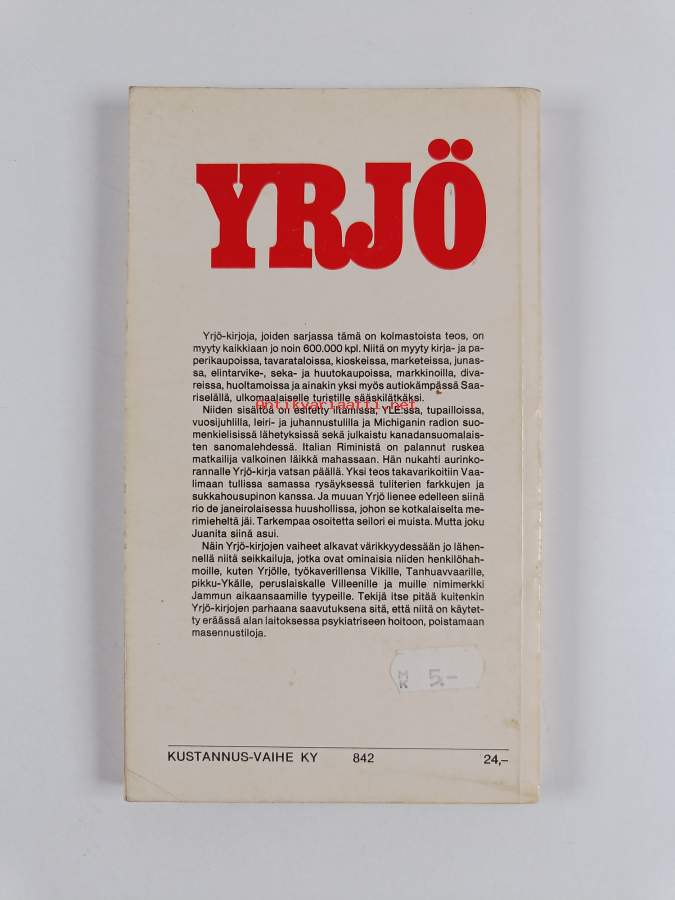 YRJÖ
Yrjö-kirjoja, joiden sarjassa tämä on kolmastoista teos, on
myyty kaikkiaan jo noin 600.000 kpl. Niitä on myyty kirja- ja pa-
perikaupoissa, tavarataloissa, kioskeissa, marketeissa, junas-
sa, elintarvike-, seka- ja huutokaupoissa, markkinoilla, diva-
reissa, huoltamoissa ja ainakin yksi myös autiokämpässä Saa-
riselällä, ulkomaalaiselle turistille sääskilätkäksi.
Antikvariaatti.net
Niiden sisältöä on esitetty iltamissa, YLE:ssä, tupailloissa,
vuosijuhlilla, leiri- ja juhannustulilla ja Michiganin radion suo-
menkielisissä lähetyksissä sekä julkaistu kanadansuomalais-
ten sanomalehdessä. Italian Riministä on palannut ruskea
matkailija valkoinen läikkä mahassaan. Hän nukahti aurinko-
rannalle Yrjö-kirja vatsan päällä. Yksi teos takavarikoitiin Vaa-
limaan tullissa samassa rysäyksessä tuliterien farkkujen ja
sukkahousupinon kanssa. Ja muuan Yrjö lienee edelleen siinä
rio de janeirolaisessa huushollissa, johon se kotkalaiselta me-
rimieheltä jäi. Tarkempaa osoitetta seilori ei muista. Mutta joku
Juanita siinä asui.
Näin Yrjö-kirjojen vaiheet alkavat värikkyydessään jo lähen-
nellä niitä seikkailuja, jotka ovat ominaisia niiden henkilöhah-
moille, kuten Yrjölle, työkaverillensa Vikille, Tanhuavvaarille,
pikku-Ykälle, peruslaiskalle Villeenille ja muille nimimerkki
Jammun aikaansaamille tyypeille. Tekijä itse pitää kuitenkin
Yrjö-kirjojen parhaana saavutuksena sitä, että niitä on käytet-
ty eräässä alan laitoksessa psykiatriseen hoitoon, poistamaan
masennustiloja.
MK 5.-
KUSTANNUS-VAIHE KY 842 24,–